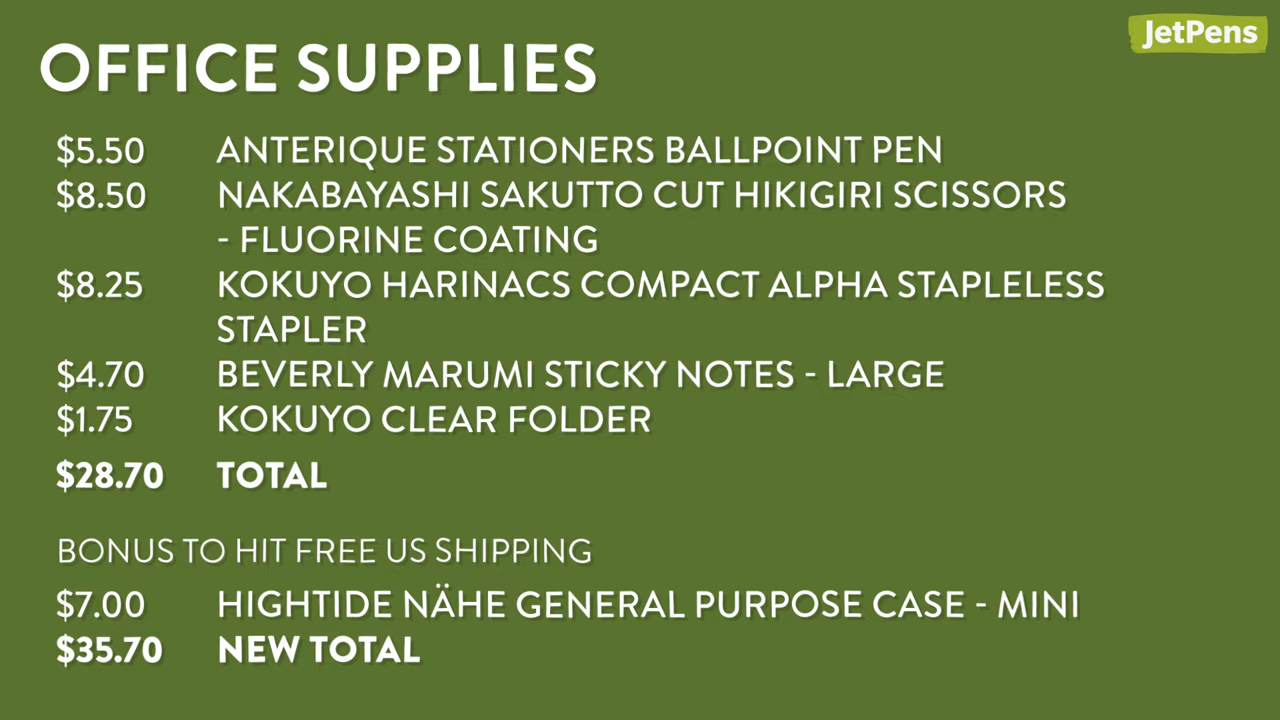 JetPens
OFFICE SUPPLIES
$5.50 ANTERIQUE STATIONERS BALLPOINT PEN
$8.50 NAKABAYASHI SAKUTTO CUT HIKIGIRI SCISSORS
- FLUORINE COATING
$8.25 KOKUYO HARINACS COMPACT ALPHA STAPLELESS
STAPLER
$4.70 BEVERLY MARUMI STICKY NOTES - LARGE
$1.75 KOKUYO CLEAR FOLDER
$28.70 TOTAL
BONUS TO HIT FREE US SHIPPING
$7.00 HIGHTIDE NÄHE GENERAL PURPOSE CASE - MINI
$35.70 NEW TOTAL